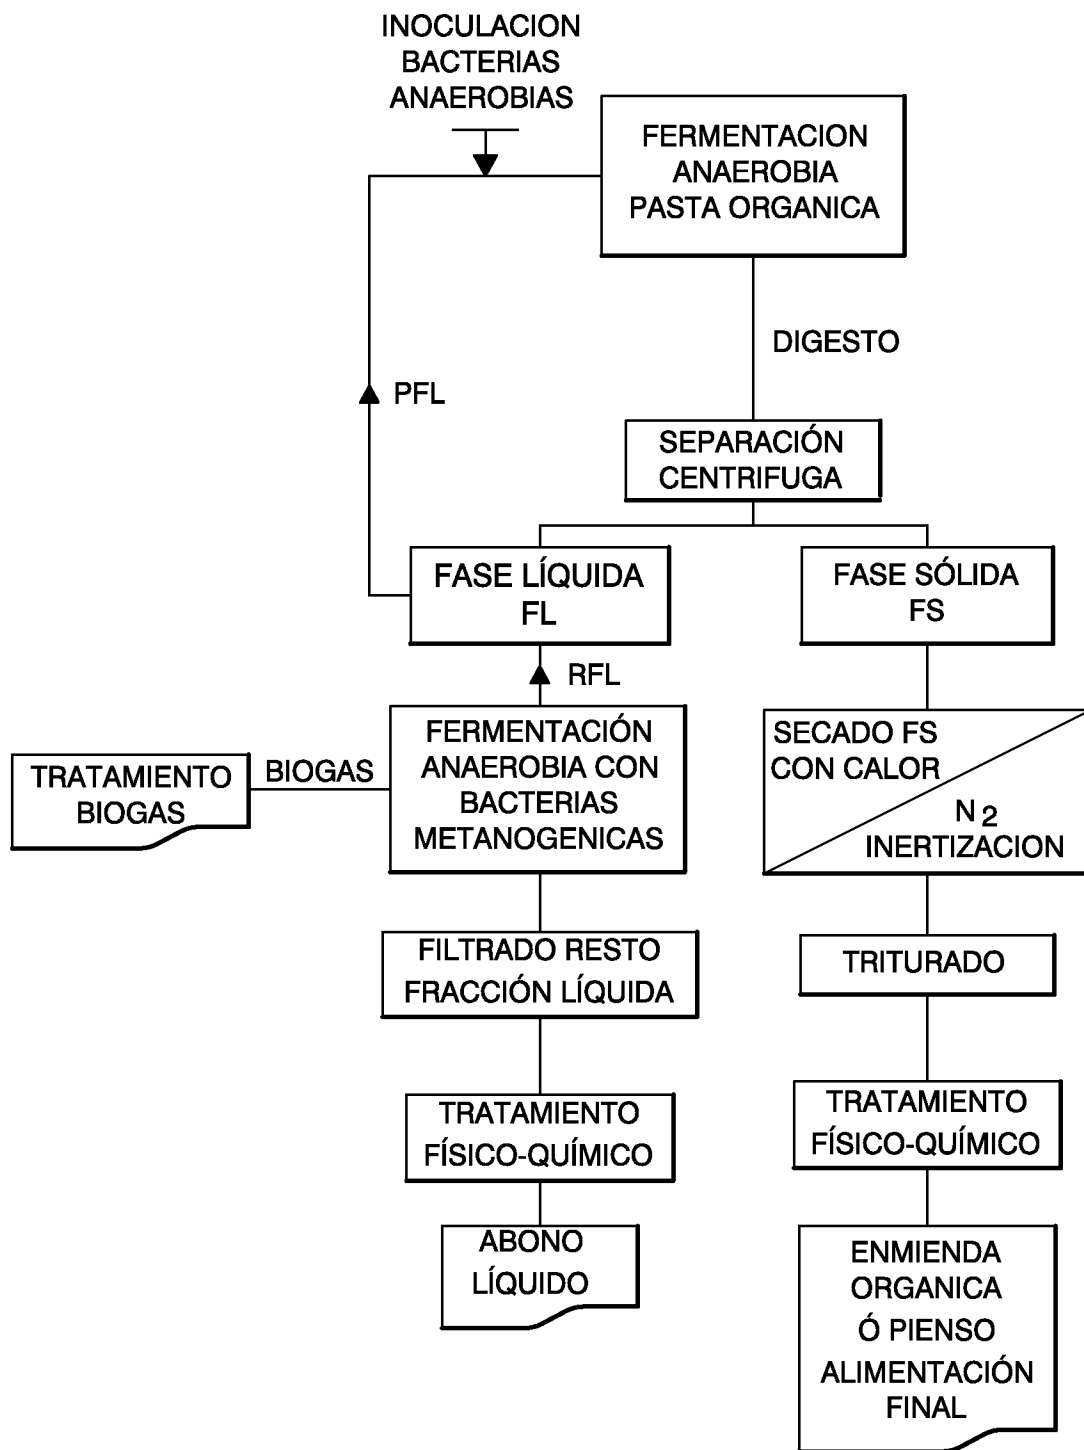 INOCULACION
BACTERIAS
ANAEROBIAS
FERMENTACION
ANAEROBIA
PASTA ORGANICA
DIGESTO
PFL
SEPARACIÓN
CENTRIFUGA
FASE LÍQUIDA
FL
FASE SÓLIDA
FS
RFL
FERMENTACIÓN
ANAEROBIA CON
BACTERIAS
METANOGENICAS
BIOGAS
TRATAMIENTO
BIOGAS
SECADO FS
CON CALOR
N 2
INERTIZACION
FILTRADO RESTO
FRACCIÓN LÍQUIDA
TRITURADO
TRATAMIENTO
FÍSICO-QUÍMICO
TRATAMIENTO
FÍSICO-QUÍMICO
ABONO
LÍQUIDO
ENMIENDA
ORGANICA
Ó PIENSO
ALIMENTACIÓN
FINAL